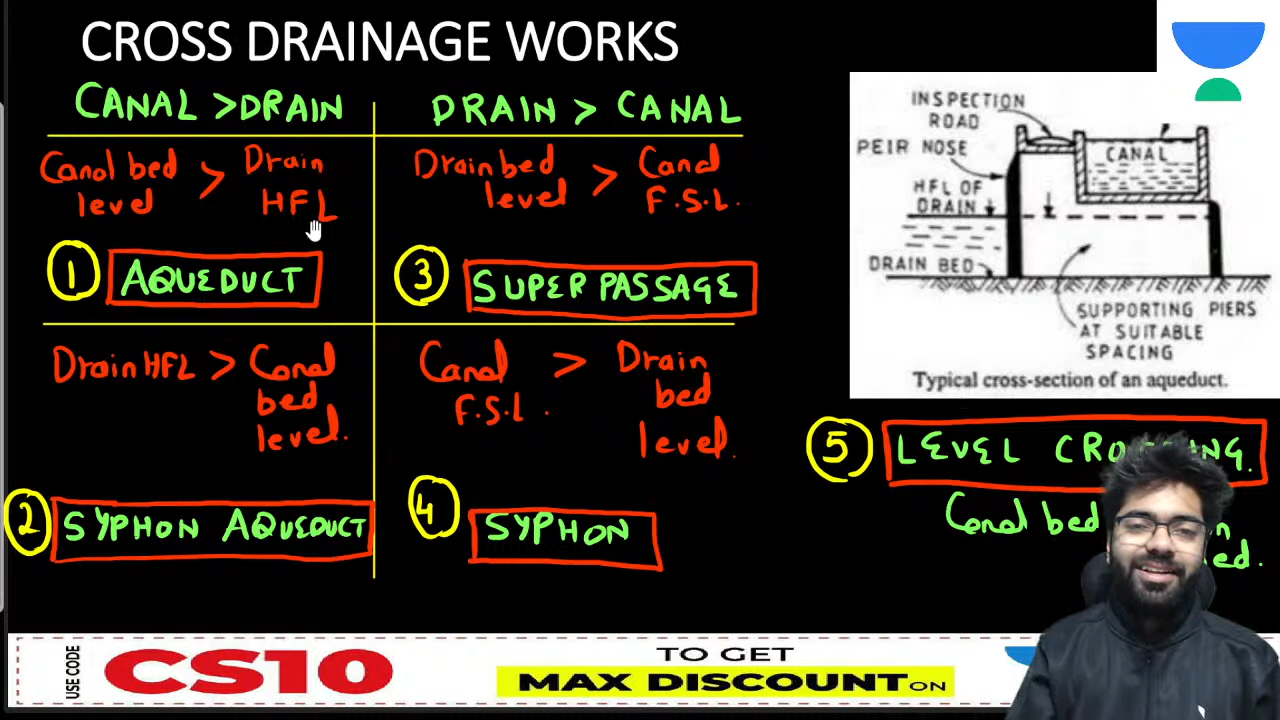 CROSS DRAINAGE WORKS
CANAL > DRAIN
Canal bed level > Drain HFL
1 AQUEDUCT
DRAIN > CANAL
Drain bed level > Canal F.S.L.
3 SUPER PASSAGE
Drain HFL > Canal bed level.
2 SYPHON AQUEDUCT
Canal F.S.L. > Drain bed level.
4 SYPHON
INSPECTION
ROAD
PEIR NOSE
CANAL
HFL OF
DRAIN
DRAIN BED
SUPPORTING PIERS
AT SUITABLE
SPACING
Typical cross-section of an aqueduct.
5 LEVEL
Canal bed
USE CODE
CS10
TO GET
MAX DISCOUNT ON